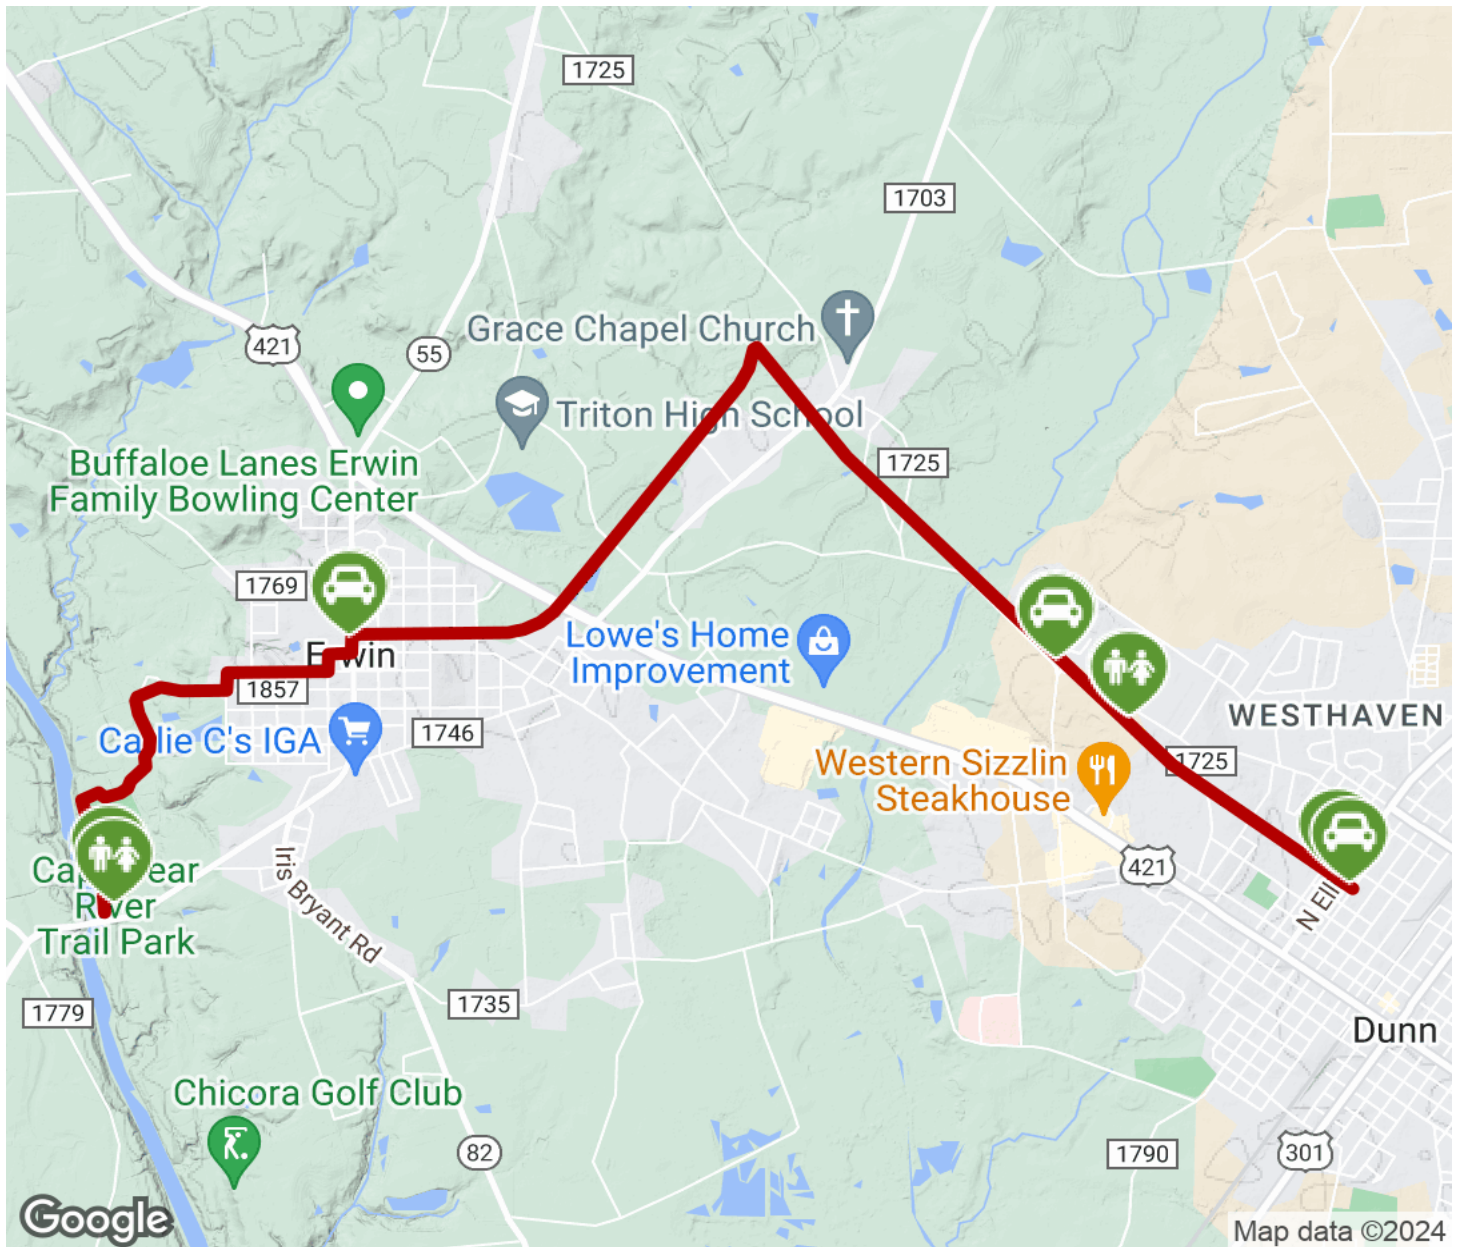 1725
1703
Grace Chapel Church
421
55
Triton High School
1725
Buffaloe Lanes Erwin
Family Bowling Center
1769
Lowe's Home
Improvement
Erwin
1857
WESTHAVEN
1746
Carlie C's IGA
1725
Western Sizzlin
Steakhouse
421
Iris Bryant Rd
Cape Fear
River
Trail Park
N Ell
1735
1779
Dunn
Chicora Golf Club
82
1790
301
Google
Map data ©2024